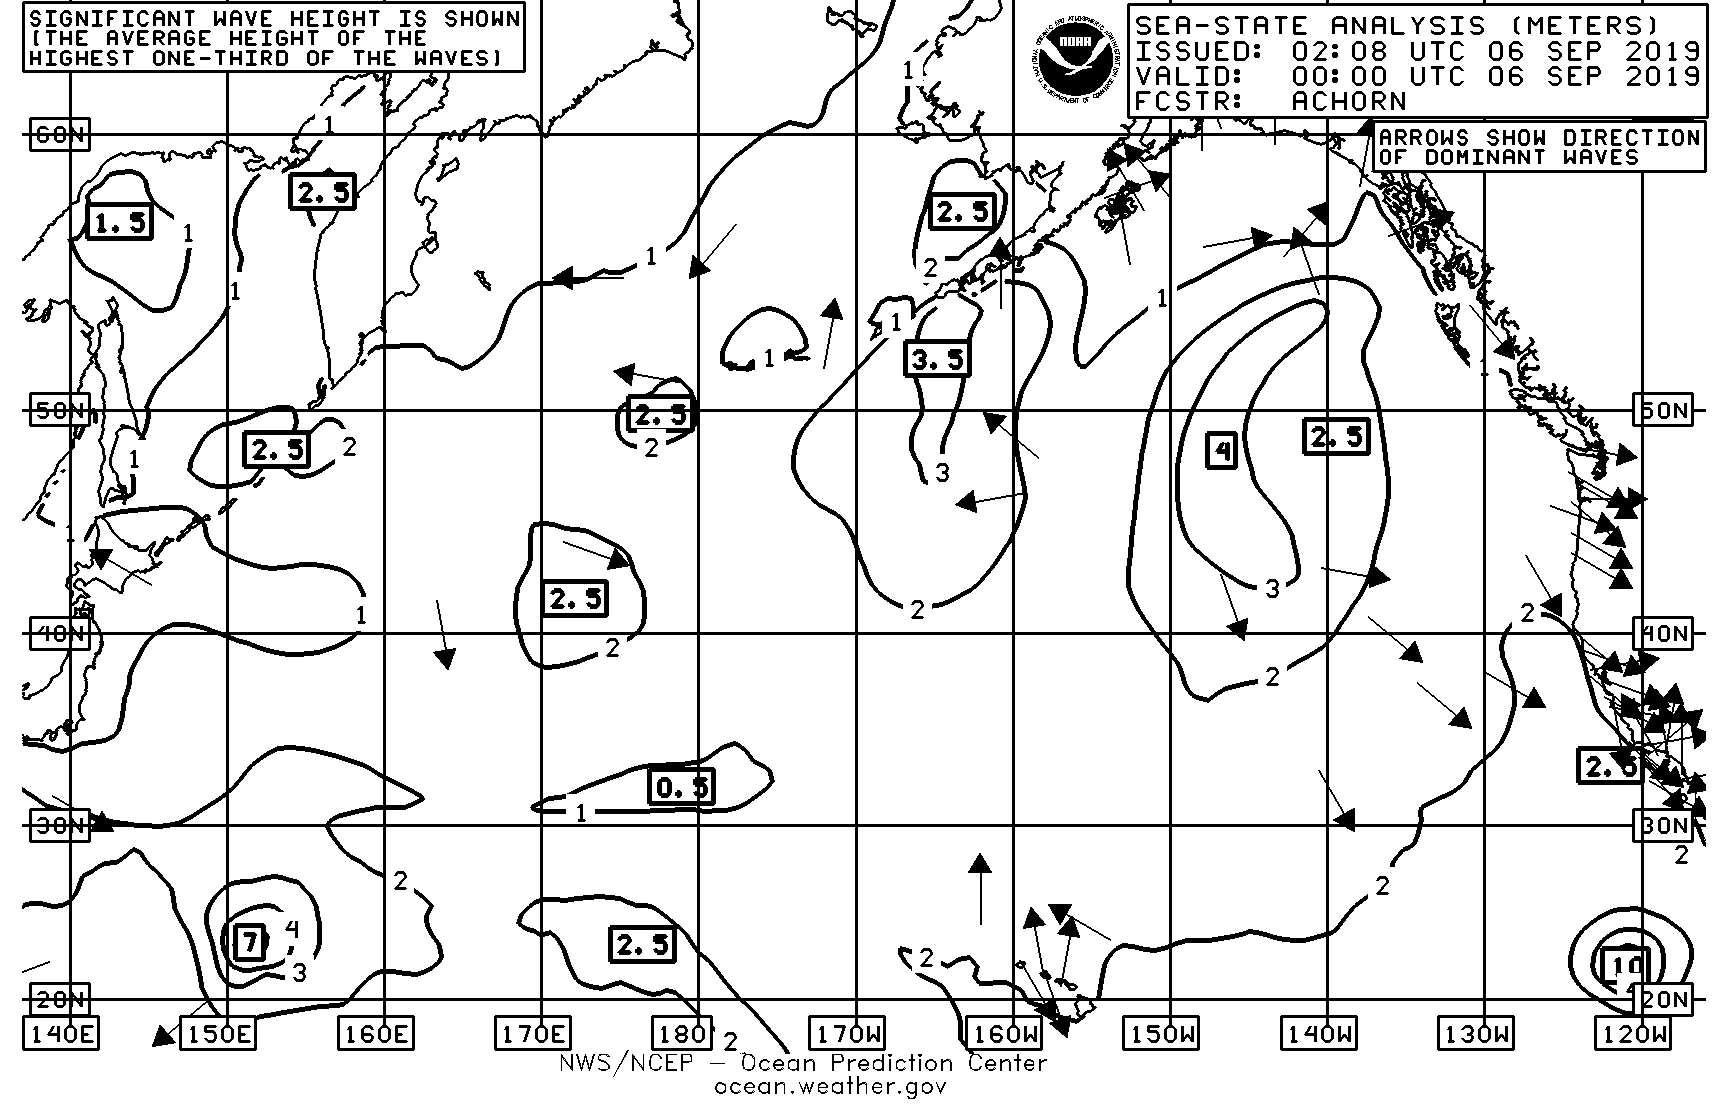 SIGNIFICANT WAVE HEIGHT IS SHOWN
(THE AVERAGE HEIGHT OF THE
HIGHEST ONE-THIRD OF THE WAVES)
NOAA
SEA-STATE ANALYSIS (METERS)
ISSUED: 02:08 UTC 06 SEP 2019
VALID: 00:00 UTC 06 SEP 2019
FCSTR: ACHORN
ARROWS SHOW DIRECTION
OF DOMINANT WAVES
1
1
60N
2.5
1.5
1
2.5
1
1
2
1
1
1
1
3.5
50N
2.5
2.5
2
2
1
3
4
2.5
50N
1
2.5
3
2
1
2
2
40N
2
40N
2.5
0.5
1
30N
30N
2
2
2
4
7
3
2.5
2
10
20N
20N
140E
150E
160E
170E
180
2
170W
160W
150W
140W
130W
120W
NWS/NCEP – Ocean Prediction Center
ocean.weather.gov